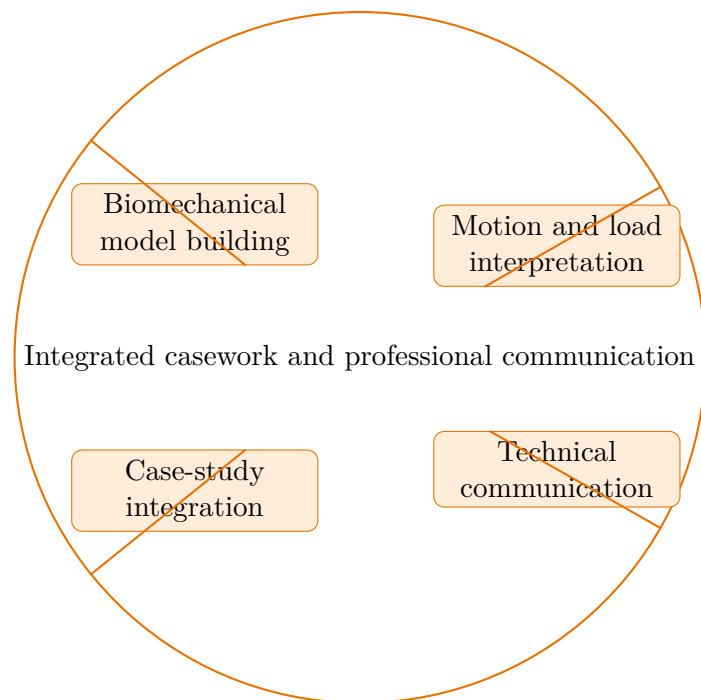 Biomechanical
model building
Motion and load
interpretation
Integrated casework and professional communication
Case-study
integration
Technical
communication